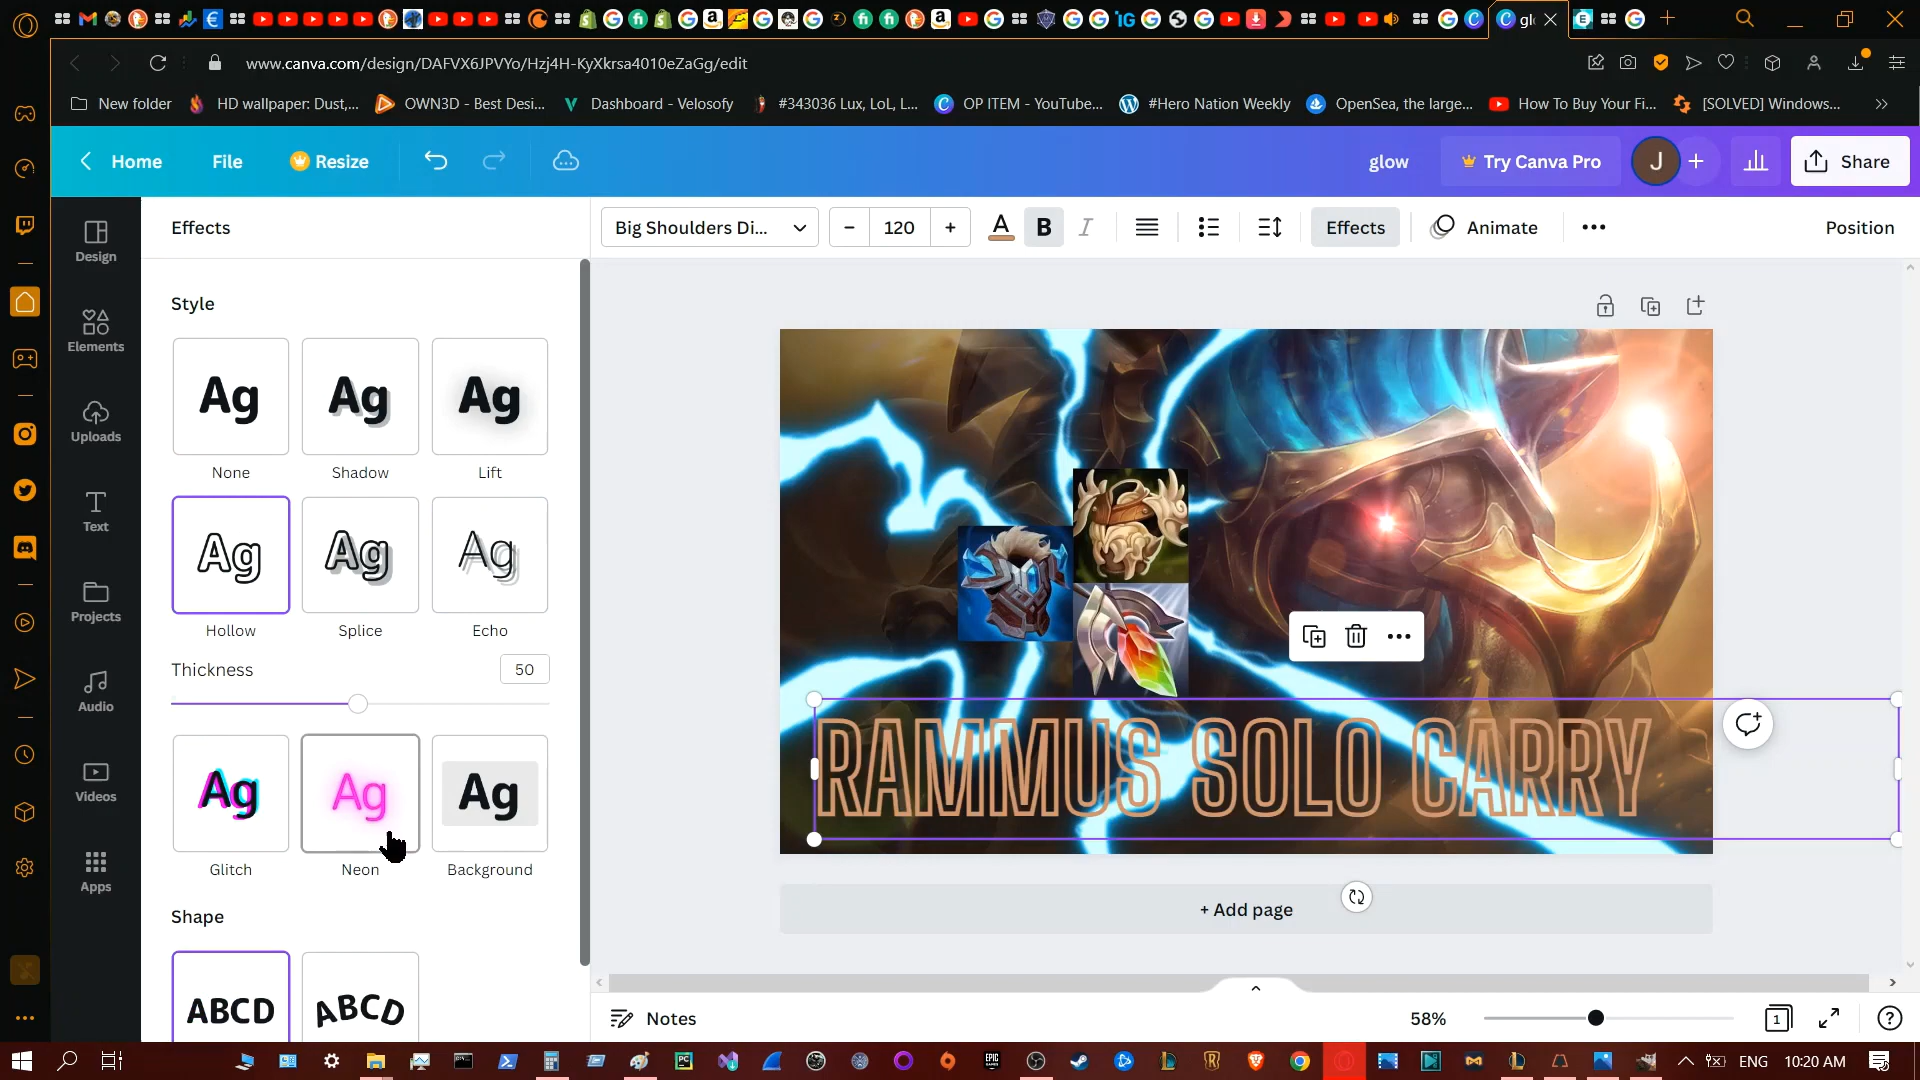 gl
www.canva.com/design/DAFVX6JPVYo/Hzj4H-KyXkrsa4010eZaGg/edit
New folder
HD wallpaper: Dust,...
OWN3D - Best Desi...
Dashboard - Velosofy
#343036 Lux, LoL, L...
OP ITEM - YouTube...
#Hero Nation Weekly
OpenSea, the large...
How To Buy Your Fi...
[SOLVED] Windows...
Home
File
Resize
glow
Try Canva Pro
J
Share
Effects
Big Shoulders Di...
120
A
B
I
Effects
Animate
Position
Design
Elements
Uploads
Text
Projects
Audio
Videos
Apps
Style
Ag
Ag
Ag
None
Shadow
Lift
Ag
Ag
Ag
Hollow
Splice
Echo
Thickness
50
Ag
Ag
Ag
Glitch
Neon
Background
Shape
ABCD
ABCD
RAMMUS SOLO CARRY
+ Add page
Notes
58%
1
ENG
10:20 AM